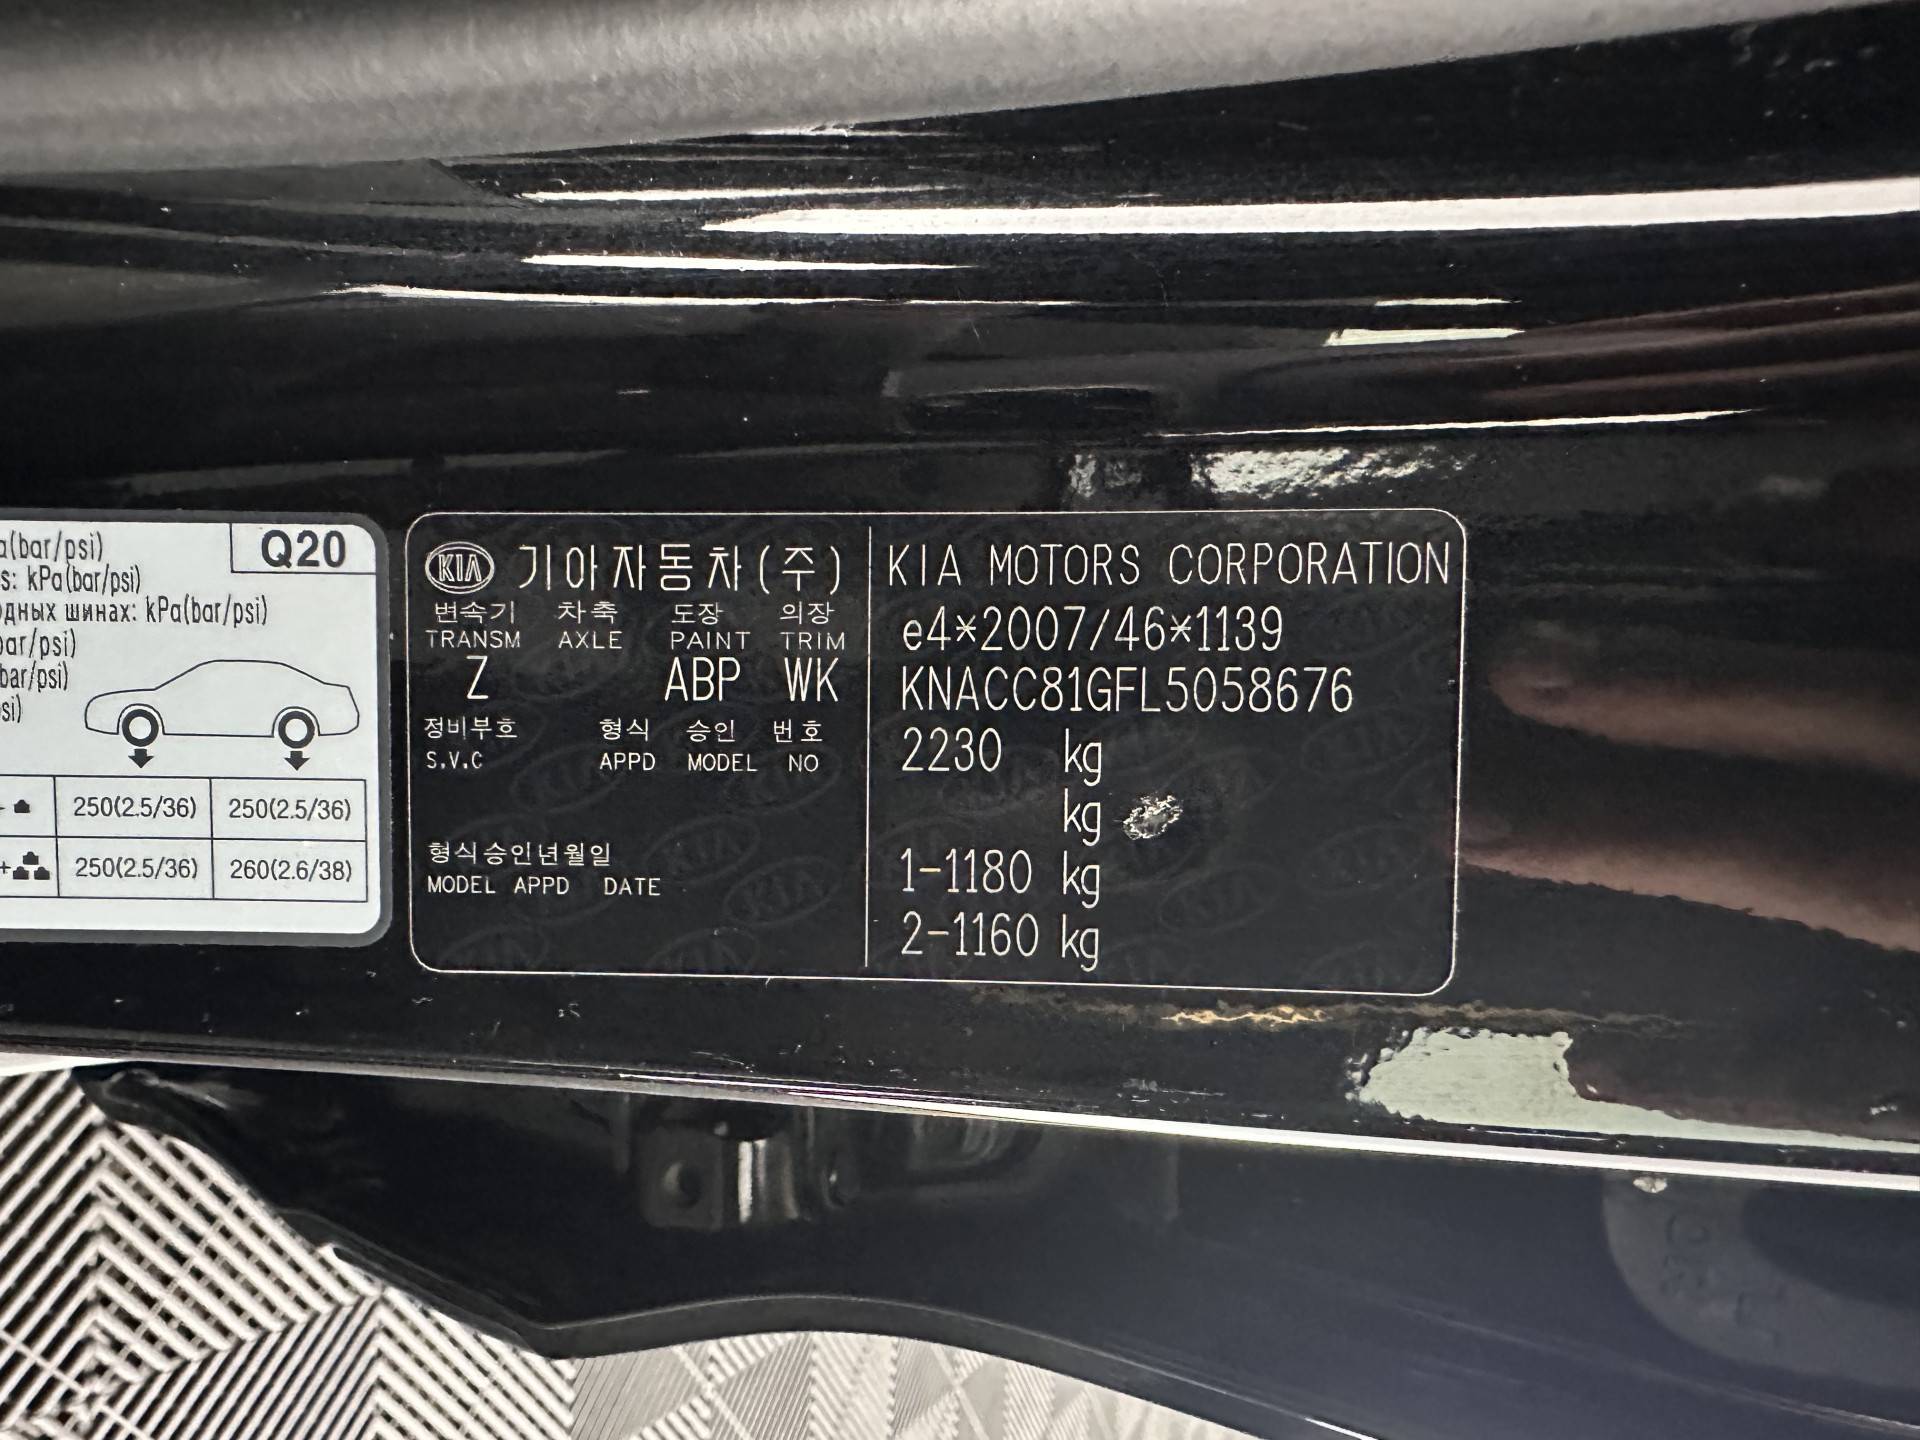 a(bar/psi)
Q20
s: kPa(bar/psi)
одных шинах: kPa(bar/psi)
bar/psi)
bar/psi)
si)
+
250(2.5/36)
250(2.5/36)
+
250(2.5/36)
260(2.6/38)
KIA 기아자동차(주)
변속기 차축 도장 의장
TRANSM AXLE PAINT TRIM
Z ABP WK
정비부호 형식 승인 번호
S.V.C APPD MODEL NO
형식승인년월일
MODEL APPD DATE
KIA MOTORS CORPORATION
e4*2007/46*1139
KNACC81GFL5058676
2230 kg
kg
1-1180 kg
2-1160 kg